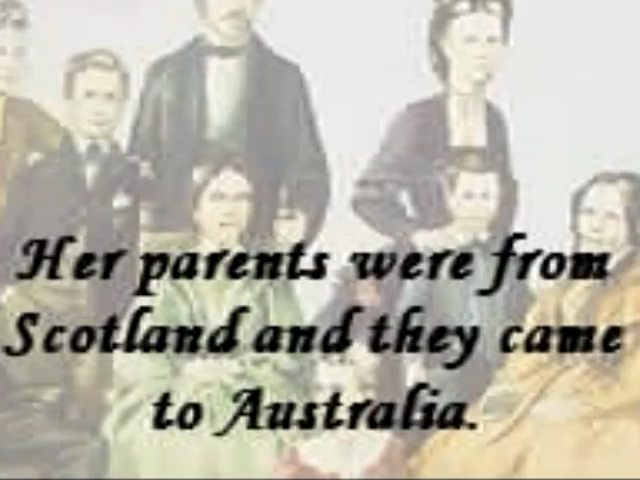 Her parents were from
Scotland and they came
to Australia.